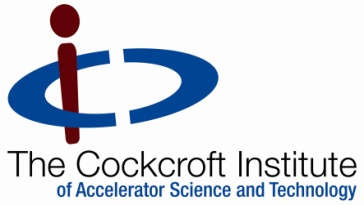 The Cockcroft Institute
of Accelerator Science and Technology